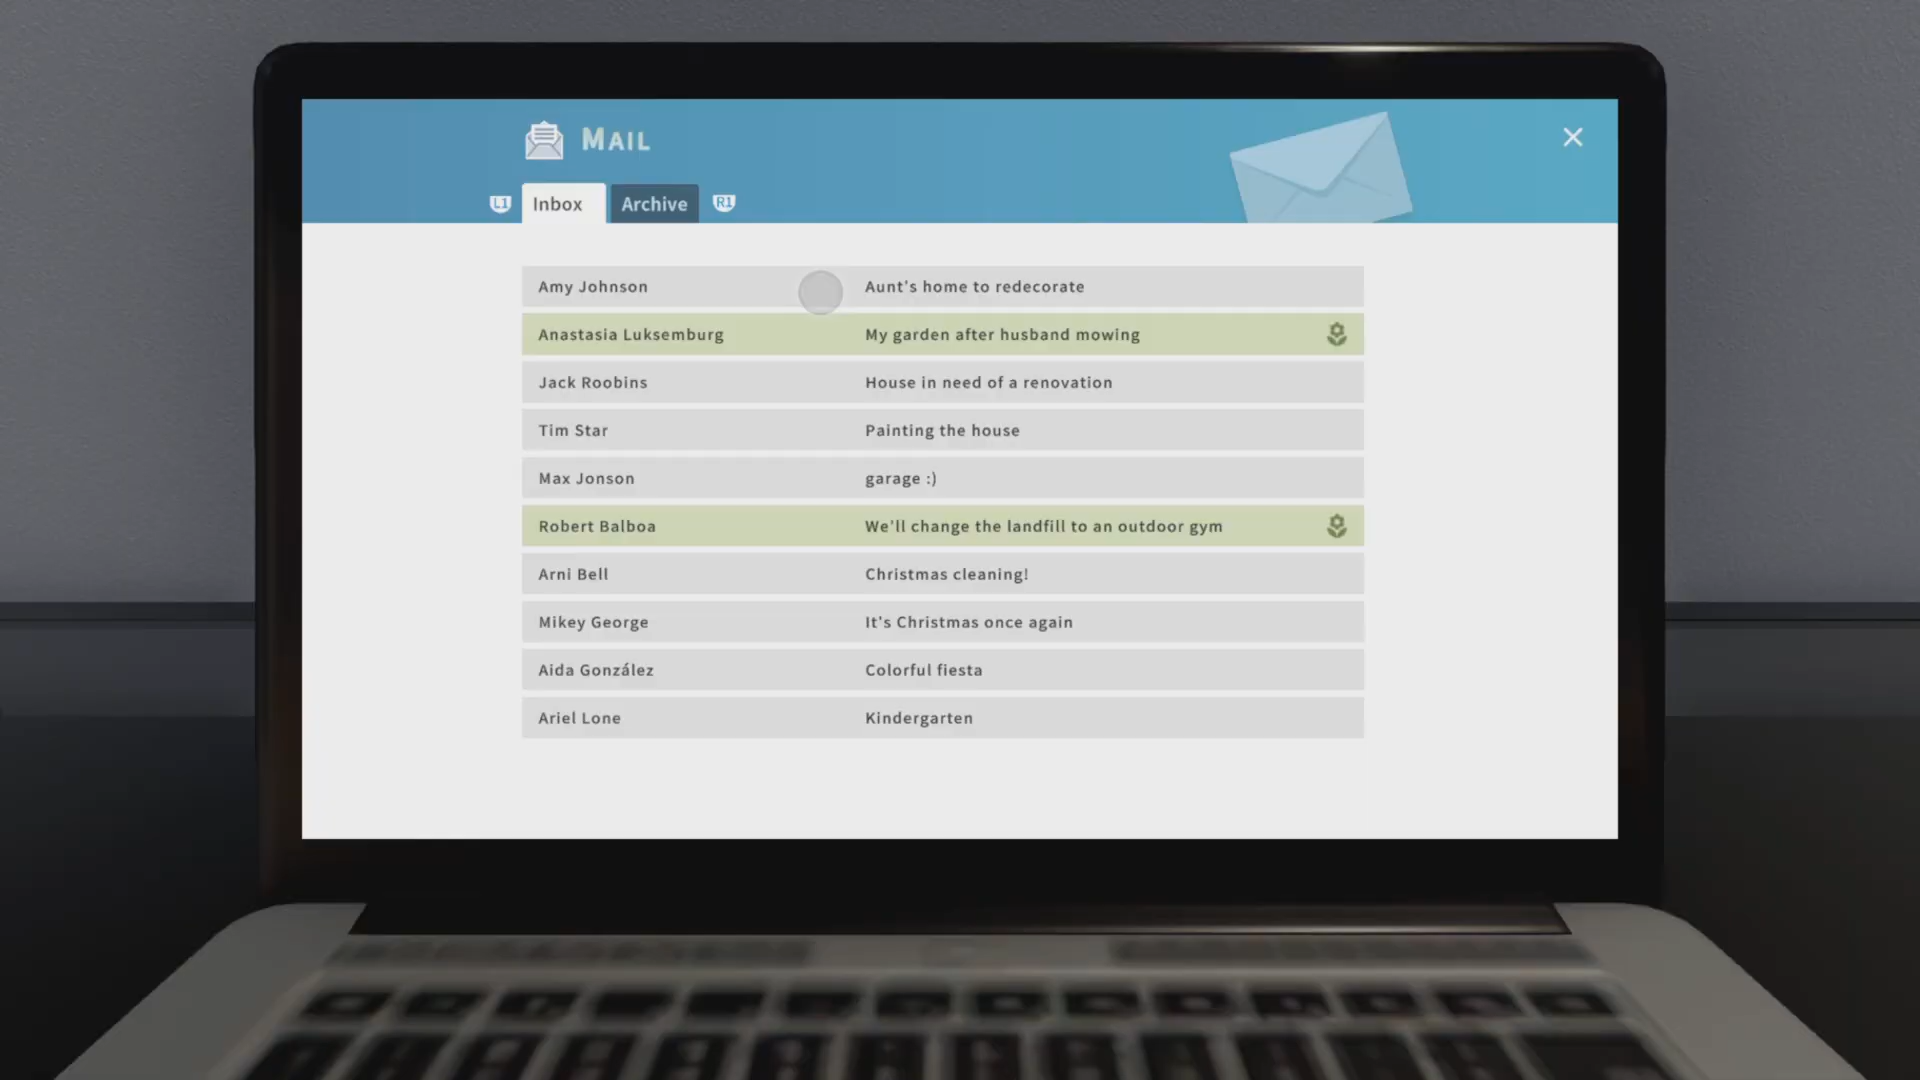 MAIL
L1 Inbox Archive R1
Amy Johnson Aunt's home to redecorate
Anastasia Luksemburg My garden after husband mowing
Jack Roobins House in need of a renovation
Tim Star Painting the house
Max Jonson garage :)
Robert Balboa We'll change the landfill to an outdoor gym
Arni Bell Christmas cleaning!
Mikey George It's Christmas once again
Aida González Colorful fiesta
Ariel Lone Kindergarten